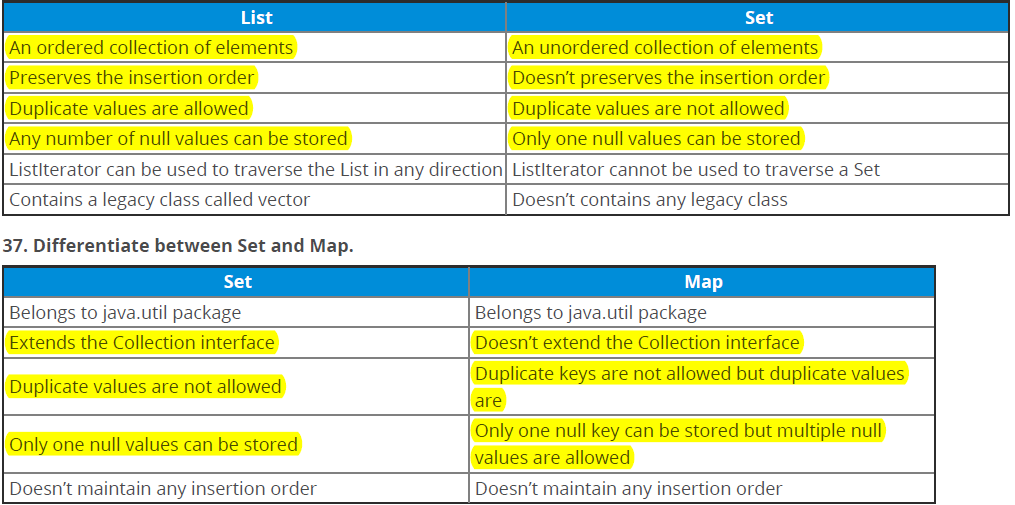 List Set
An ordered collection of elements An unordered collection of elements
Preserves the insertion order Doesn’t preserves the insertion order
Duplicate values are allowed Duplicate values are not allowed
Any number of null values can be stored Only one null values can be stored
ListIterator can be used to traverse the List in any direction ListIterator cannot be used to traverse a Set
Contains a legacy class called vector Doesn’t contains any legacy class
37. Differentiate between Set and Map.
Set Map
Belongs to java.util package Belongs to java.util package
Extends the Collection interface Doesn’t extend the Collection interface
Duplicate values are not allowed Duplicate keys are not allowed but duplicate values
are
Only one null values can be stored Only one null key can be stored but multiple null
values are allowed
Doesn’t maintain any insertion order Doesn’t maintain any insertion order